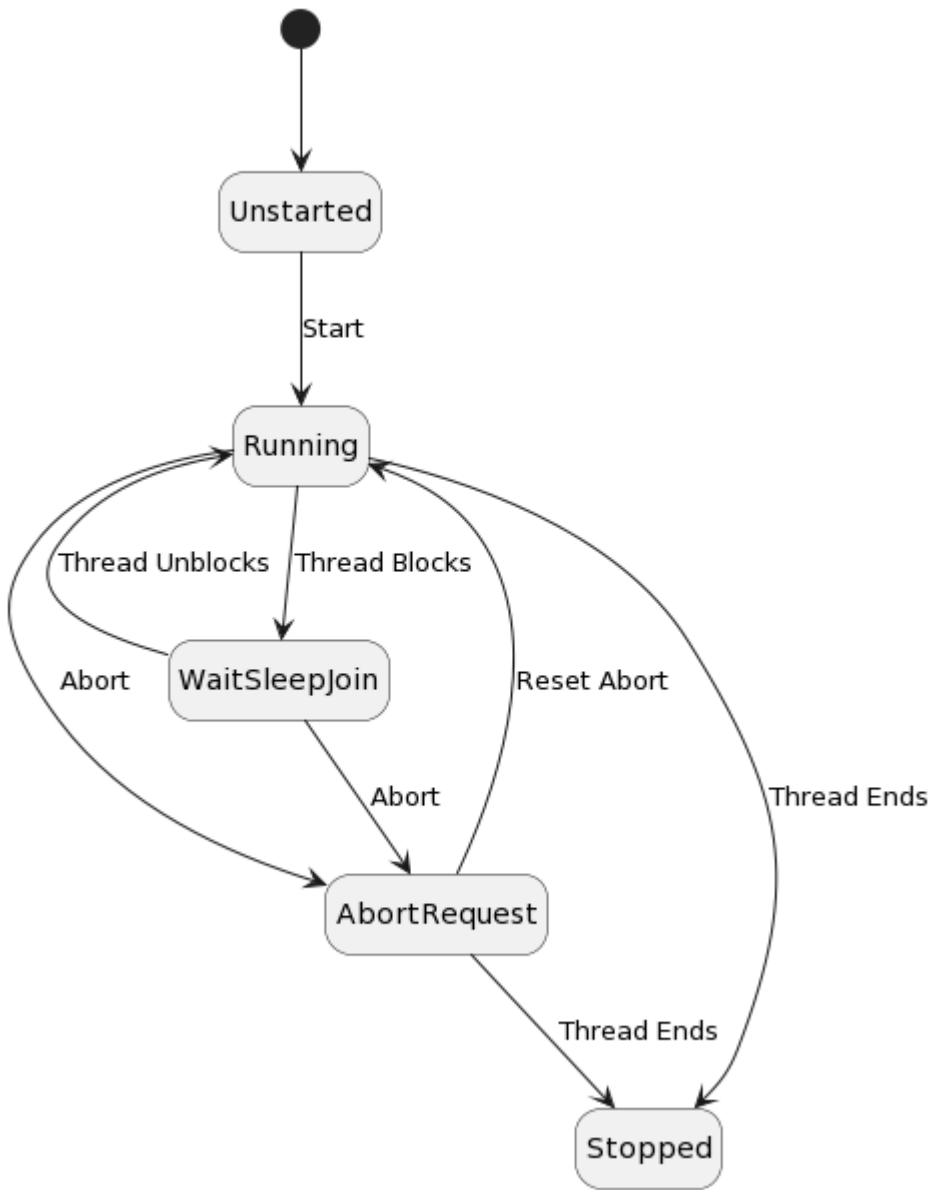 Unstarted
Start
Running
Thread Unblocks
Thread Blocks
WaitSleepJoin
Abort
Reset Abort
Abort
Thread Ends
AbortRequest
Thread Ends
Stopped